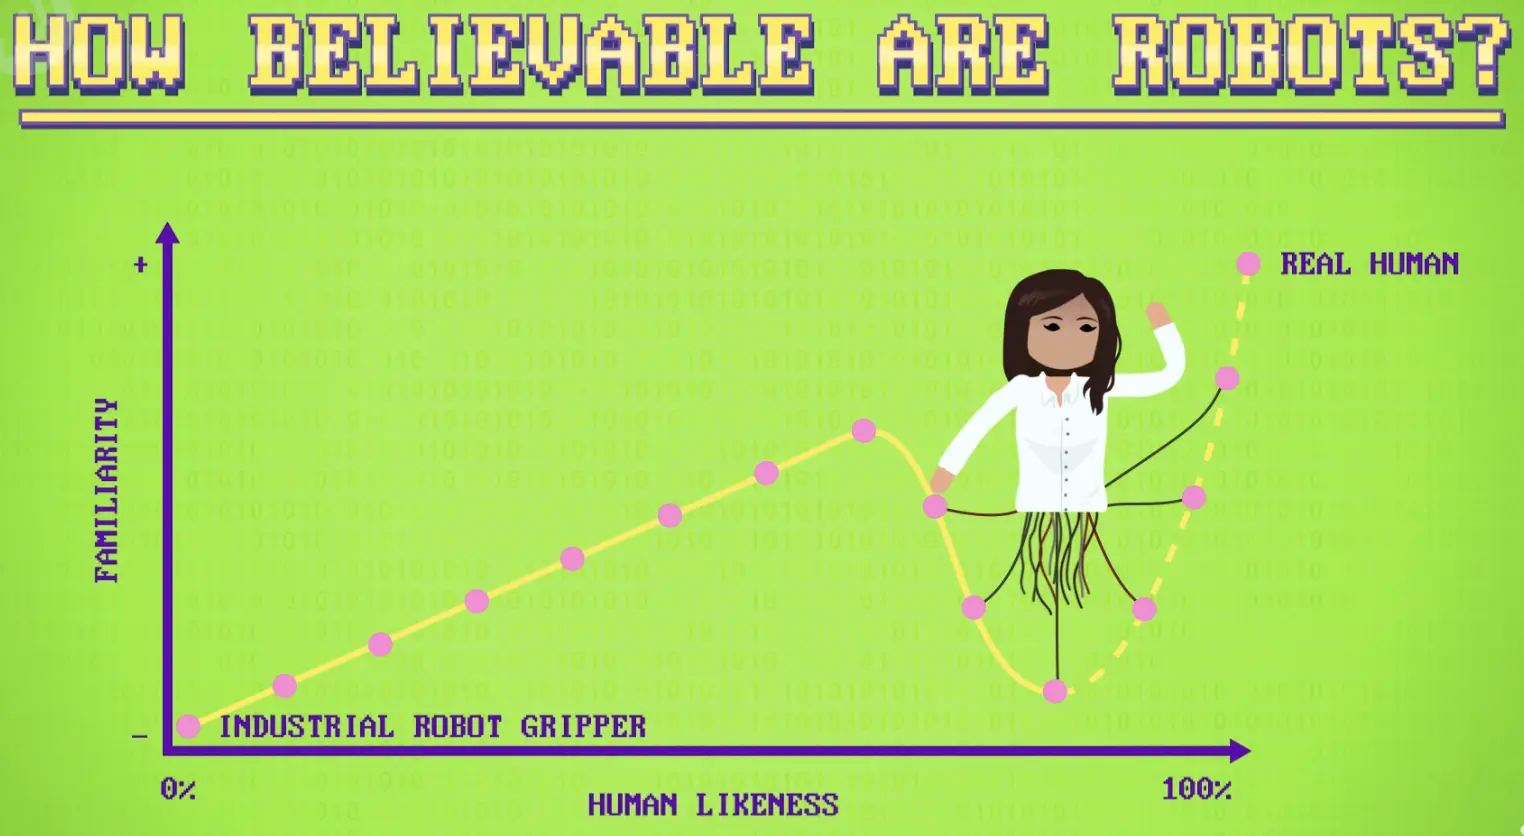 HOW BELIEVABLE ARE ROBOTS?
+
REAL HUMAN
FAMILIARITY
INDUSTRIAL ROBOT GRIPPER
–
0%
100%
HUMAN LIKENESS